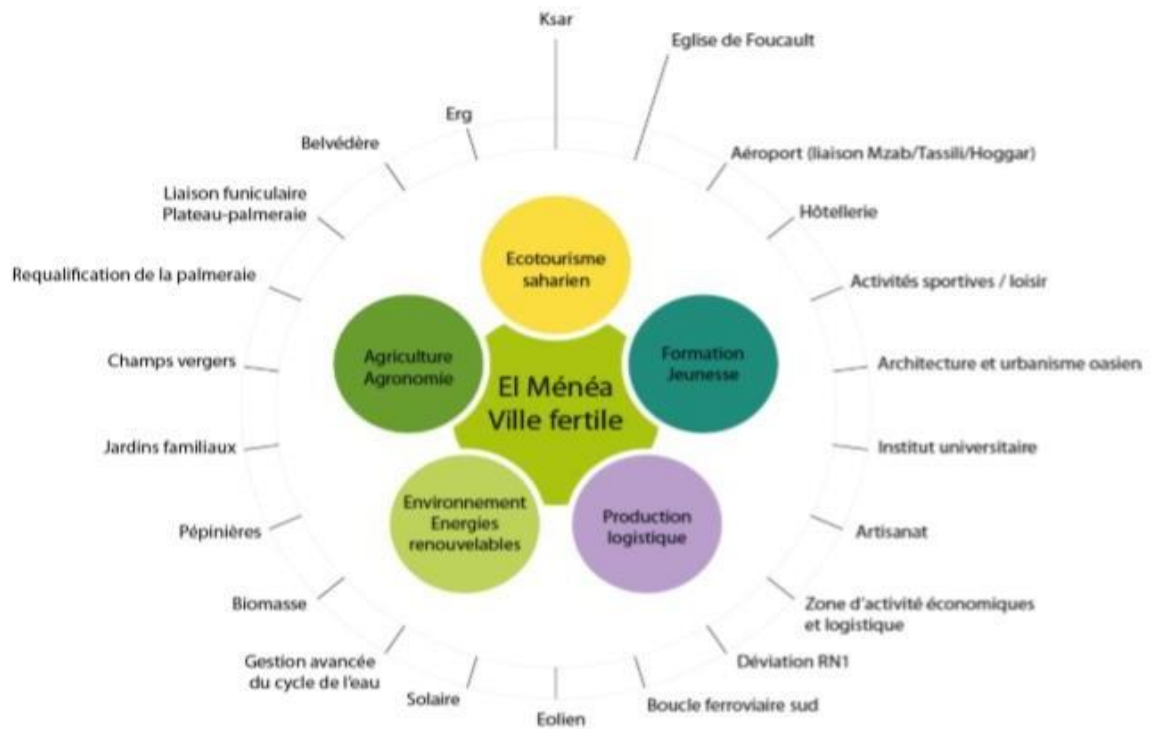 Ksar
Eglise de Foucault
Aéroport (liaison Mzab/Tassili/Hoggar)
Hôtellerie
Activités sportives / loisir
Architecture et urbanisme oasien
Institut universitaire
Artisanat
Zone d'activité économiques
et logistique
Déviation RN1
Boucle ferroviaire sud
Eolien
Solaire
Gestion avancée
du cycle de l'eau
Biomasse
Pépinières
Jardins familiaux
Champs vergers
Requalification de la palmeraie
Liaison funiculaire
Plateau-palmeraie
Belvédère
Erg
Ecotourisme
saharien
Formation
Jeunesse
Production
logistique
Environnement
Energies
renouvelables
Agriculture
Agronomie
El Ménéa
Ville fertile